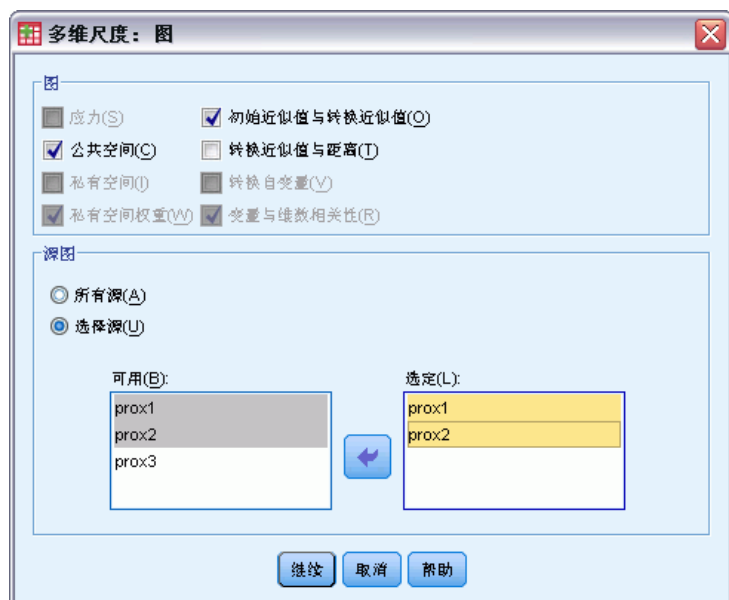 多维尺度：图
图
应力(S)
初始近似值与转换近似值(O)
公共空间(C)
转换近似值与距离(T)
私有空间(I)
转换自变量(V)
私有空间权重(W)
变量与维数相关性(R)
源图
所有源(A)
选择源(U)
可用(B):
选定(L):
prox1
prox2
prox3
prox1
prox2
继续
取消
帮助